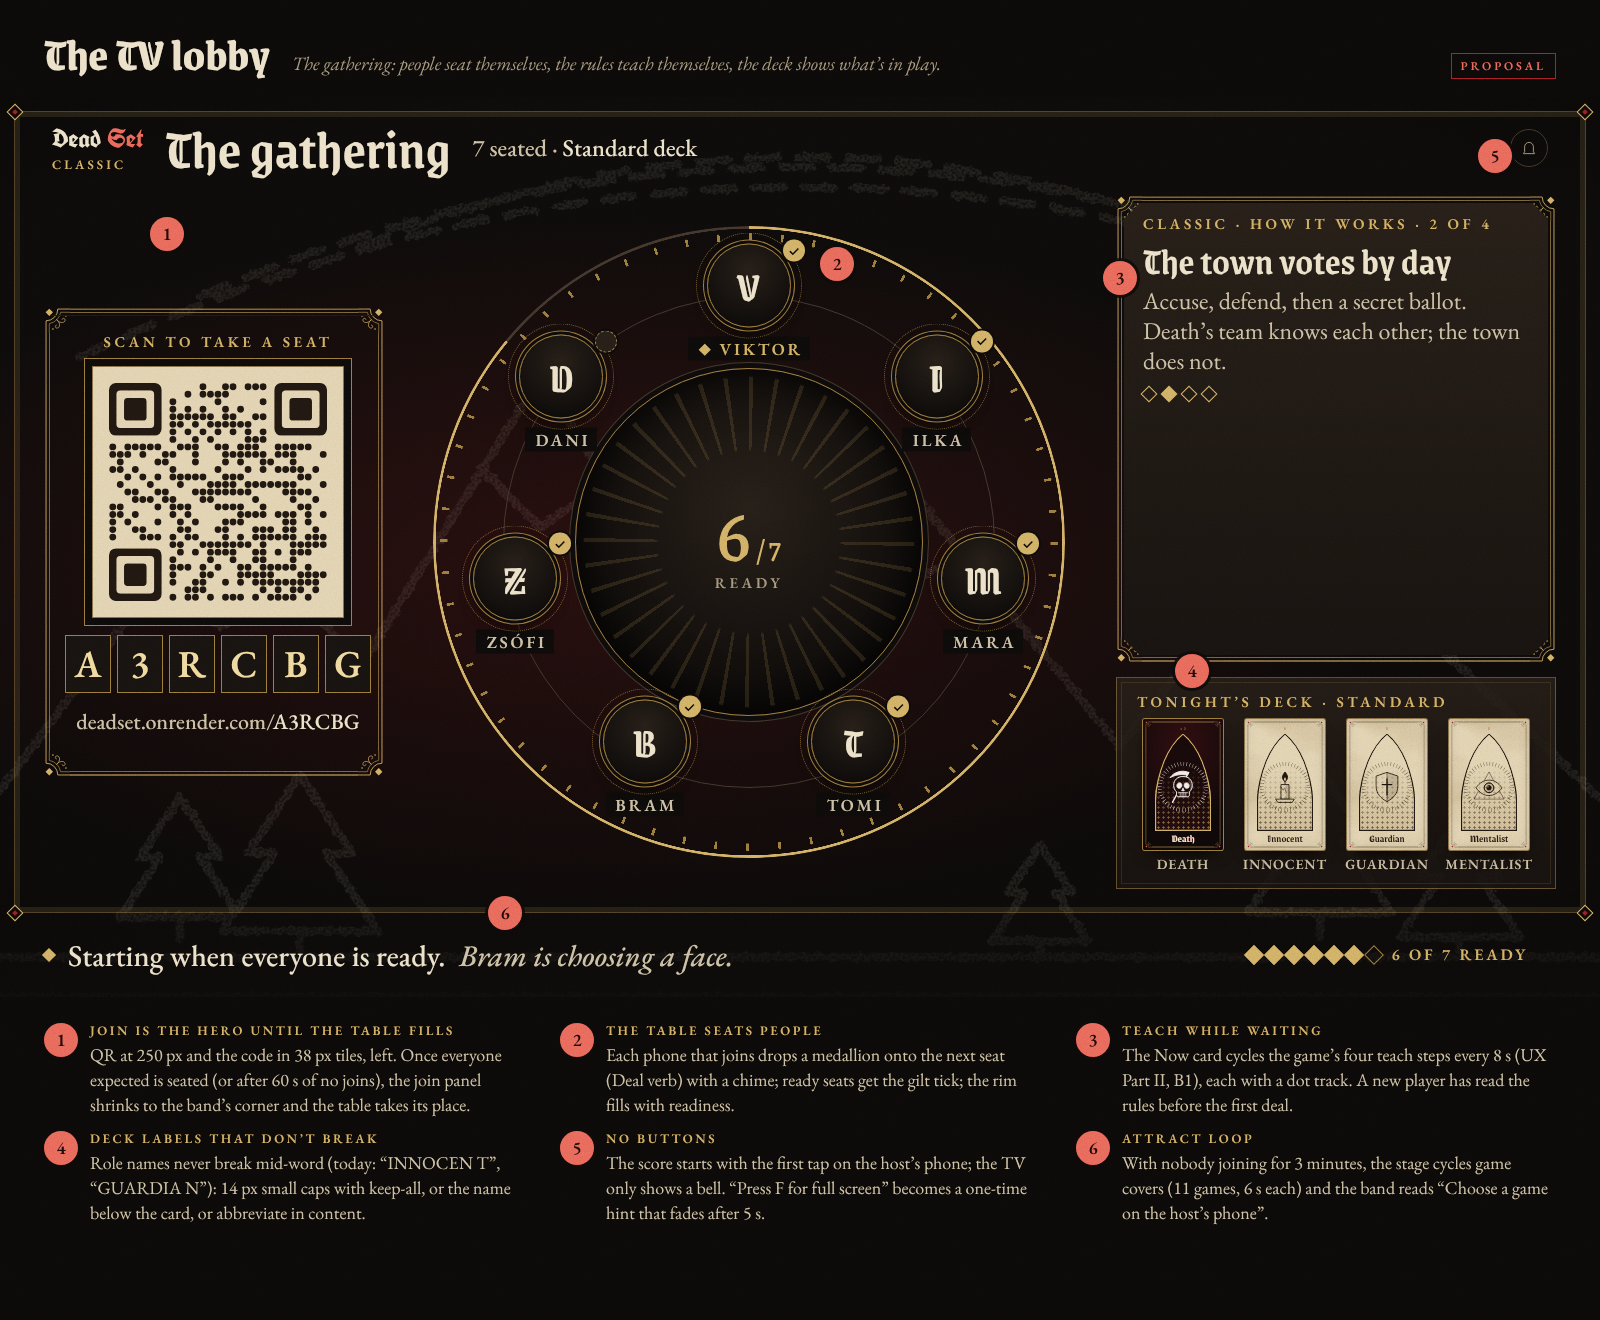 The TV lobby
The gathering: people seat themselves, the rules teach themselves, the deck shows what's in play.
PROPOSAL
Dead Set
CLASSIC
The gathering
7 seated · Standard deck
5
1
2
3
SCAN TO TAKE A SEAT
A 3 R C B G
deadset.onrender.com/A3RCBG
V
VIKTOR
D
DANI
I
ILKA
Z
ZSÓFI
M
MARA
B
BRAM
T
TOMI
6/7
READY
CLASSIC · HOW IT WORKS · 2 OF 4
The town votes by day
Accuse, defend, then a secret ballot.
Death’s team knows each other; the town
does not.
4
TONIGHT’S DECK · STANDARD
Death
Innocent
Guardian
Mentalist
DEATH
INNOCENT
GUARDIAN
MENTALIST
6
Starting when everyone is ready. Bram is choosing a face.
6 OF 7 READY
1
JOIN IS THE HERO UNTIL THE TABLE FILLS
QR at 250 px and the code in 38 px tiles, left. Once everyone
expected is seated (or after 60 s of no joins), the join panel
shrinks to the band’s corner and the table takes its place.
2
THE TABLE SEATS PEOPLE
Each phone that joins drops a medallion onto the next seat
(Deal verb) with a chime; ready seats get the gilt tick; the rim
fills with readiness.
3
TEACH WHILE WAITING
The Now card cycles the game’s four teach steps every 8 s (UX
Part II, B1), each with a dot track. A new player has read the
rules before the first deal.
4
DECK LABELS THAT DON’T BREAK
Role names never break mid-word (today: “INNOCEN T”,
“GUARDIA N”): 14 px small caps with keep-all, or the name
below the card, or abbreviate in content.
5
NO BUTTONS
The score starts with the first tap on the host’s phone; the TV
only shows a bell. “Press F for full screen” becomes a one-time
hint that fades after 5 s.
6
ATTRACT LOOP
With nobody joining for 3 minutes, the stage cycles game
covers (11 games, 6 s each) and the band reads “Choose a game
on the host’s phone”.